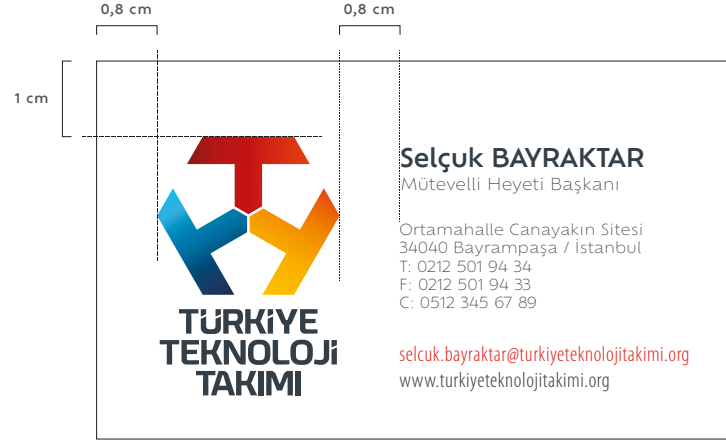 0,8 cm
0,8 cm
1 cm
TÜRKİYE
TEKNOLOJİ
TAKIMI
Selçuk BAYRAKTAR
Mütevelli Heyeti Başkanı
Ortamahalle Canayakın Sitesi
34040 Bayrampaşa / İstanbul
T: 0212 501 94 34
F: 0212 501 94 33
C: 0512 345 67 89
selcuk.bayraktar@turkiyeteknolojitakimi.org
www.turkiyeteknolojitakimi.org